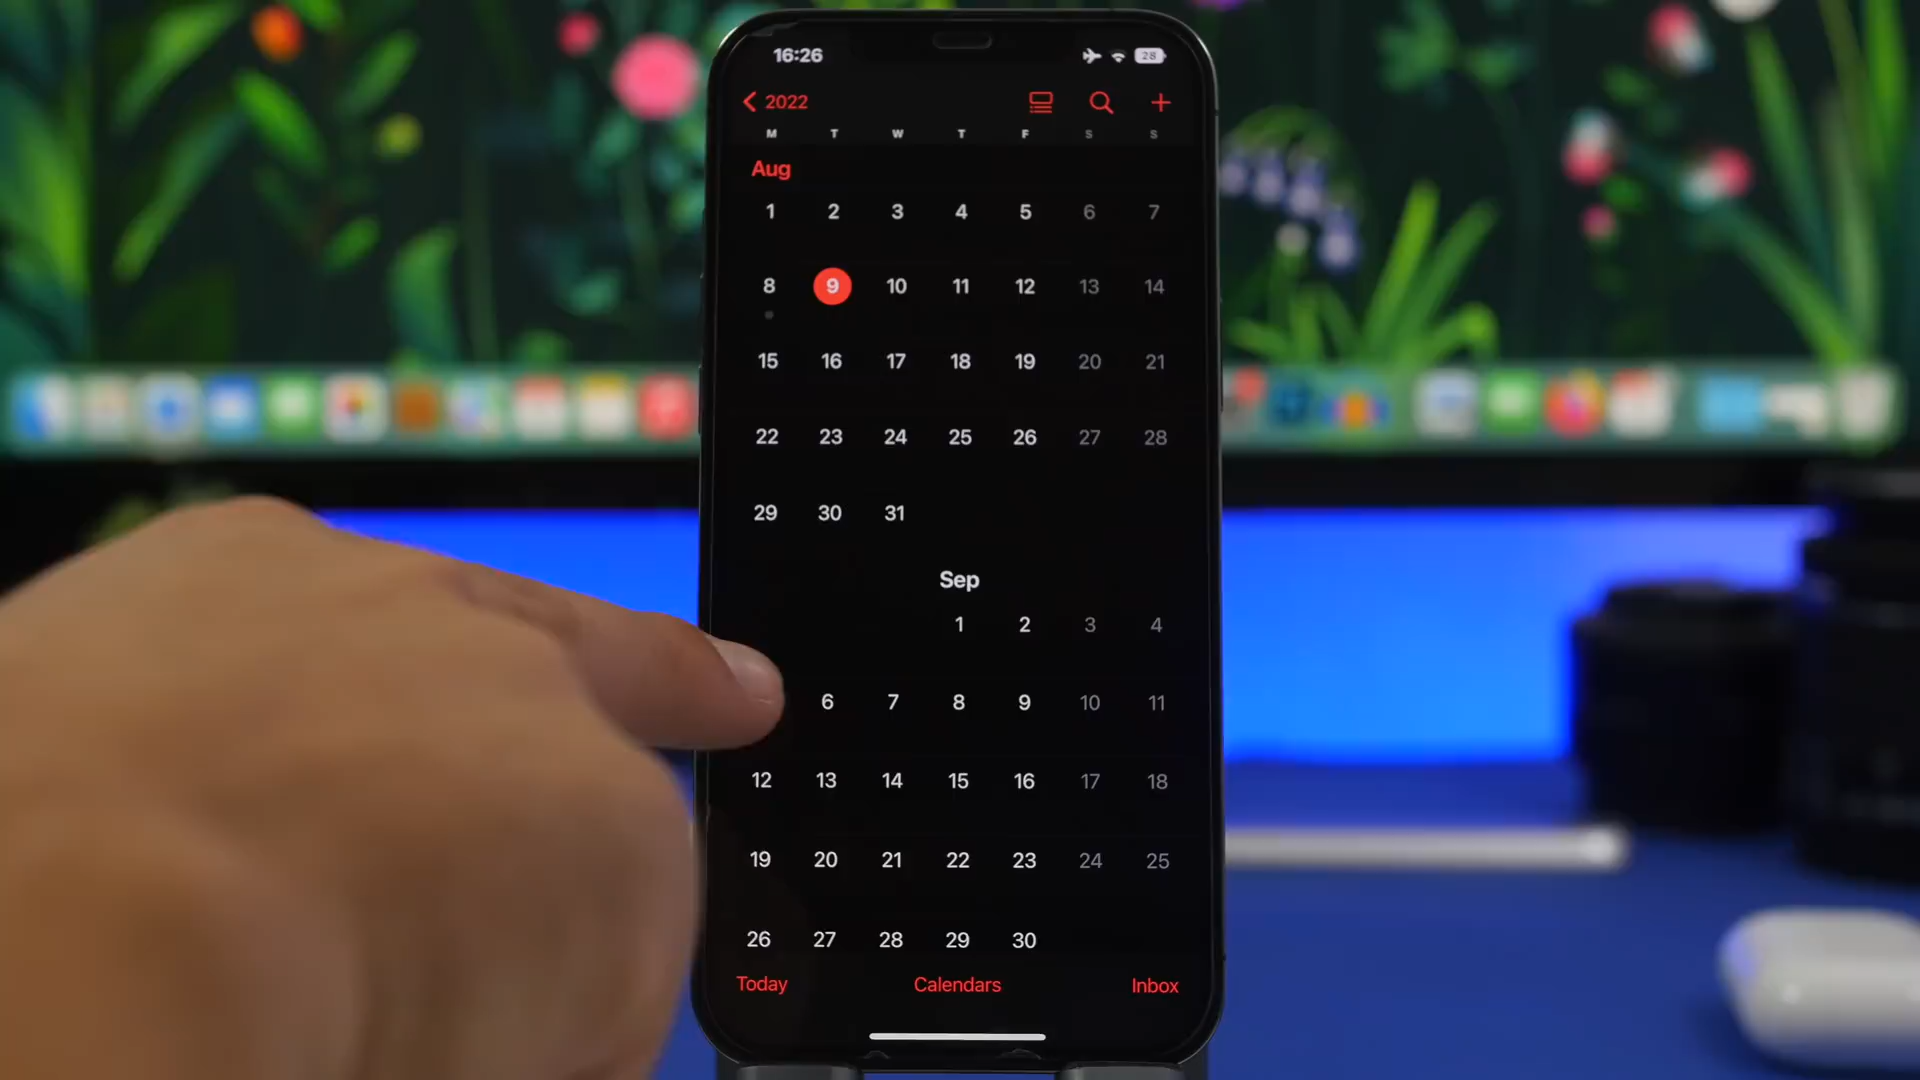 16:26 28
2022
M T W T F S S
Aug
1 2 3 4 5 6 7
8 9 10 11 12 13 14
15 16 17 18 19 20 21
22 23 24 25 26 27 28
29 30 31
Sep
1 2 3 4
6 7 8 9 10 11
12 13 14 15 16 17 18
19 20 21 22 23 24 25
26 27 28 29 30
Today Calendars Inbox